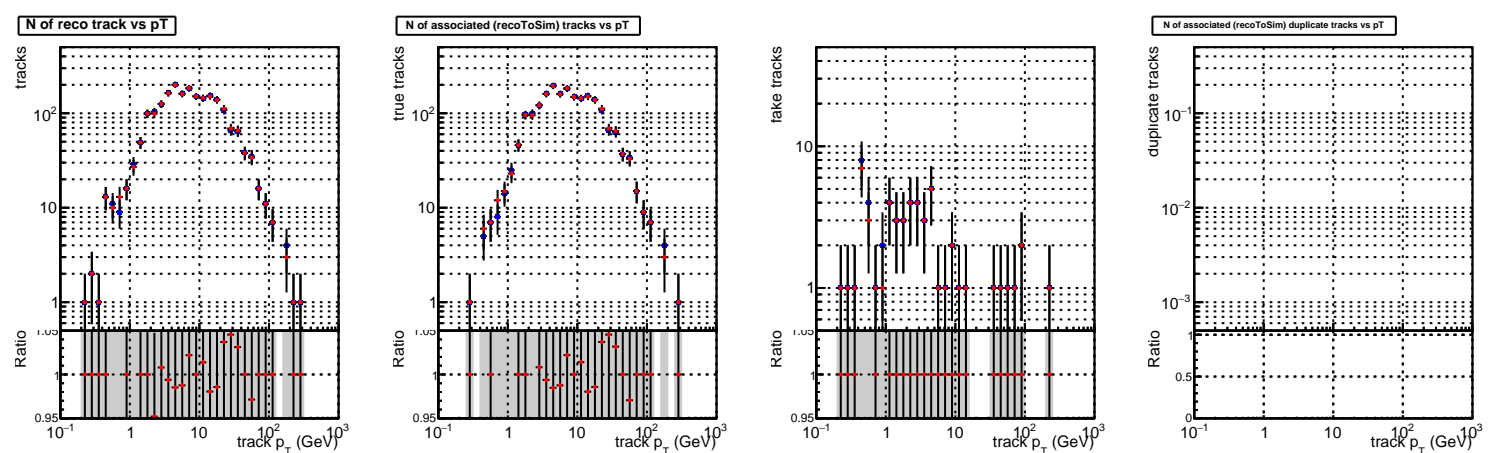 N of reco track vs pT
tracks
10²
10
1
Ratio
1.05
1
0.95
10⁻¹ 1 10 10² 10³
track p_T (GeV)
N of associated (recoToSim) tracks vs pT
true tracks
10²
10
1
Ratio
1.05
1
0.95
10⁻¹ 1 10 10² 10³
track p_T (GeV)
fake tracks
10
1
Ratio
1.05
1
0.95
10⁻¹ 1 10 10² 10³
track p_T (GeV)
N of associated (recoToSim) duplicate tracks vs pT
duplicate tracks
10⁻¹
10⁻²
10⁻³
Ratio
1
0.5
0
10⁻¹ 1 10 10² 10³
track p_T (GeV)